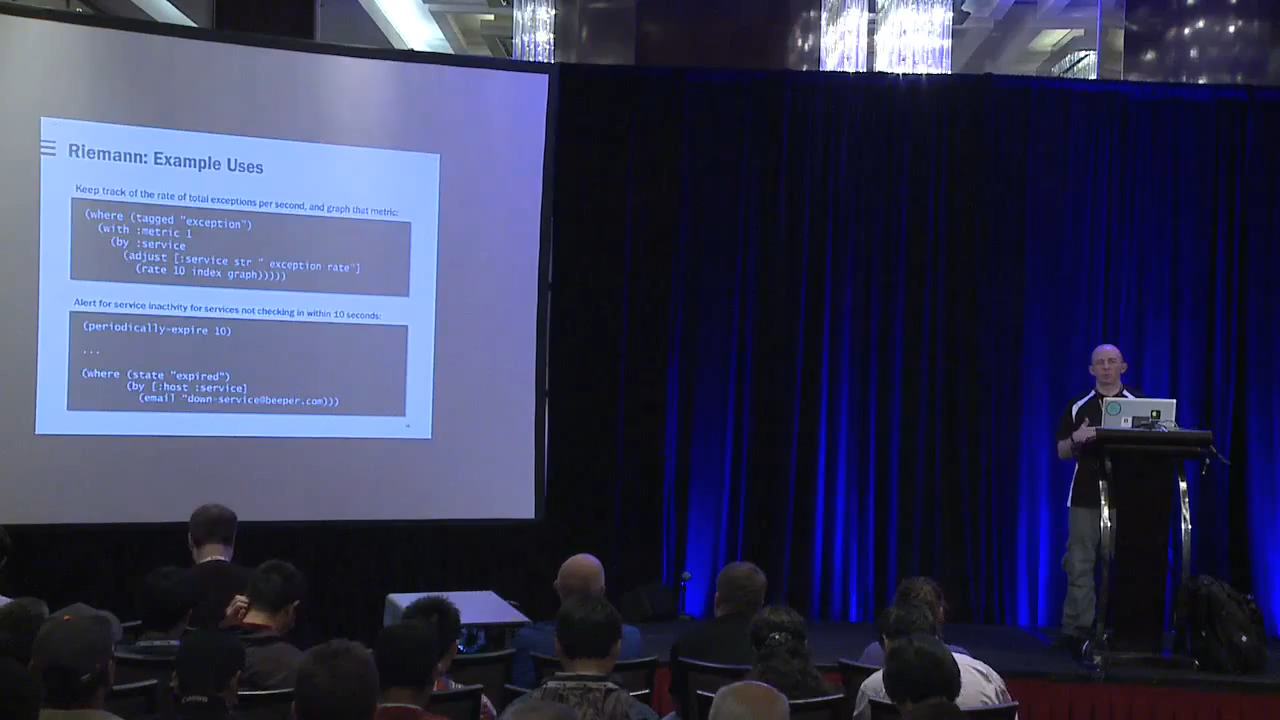 Riemann: Example Uses
Keep track of the rate of total exceptions per second, and graph that metric:
(where (tagged "exception")
(with :metric 1
(by :service
(adjust [:service str " exception rate"]
(rate 10 index graph)))))
Alert for service inactivity for services not checking in within 10 seconds:
(periodically-expire 10)
...
(where (state "expired")
(by [:host :service]
(email "down-service@beeper.com)))